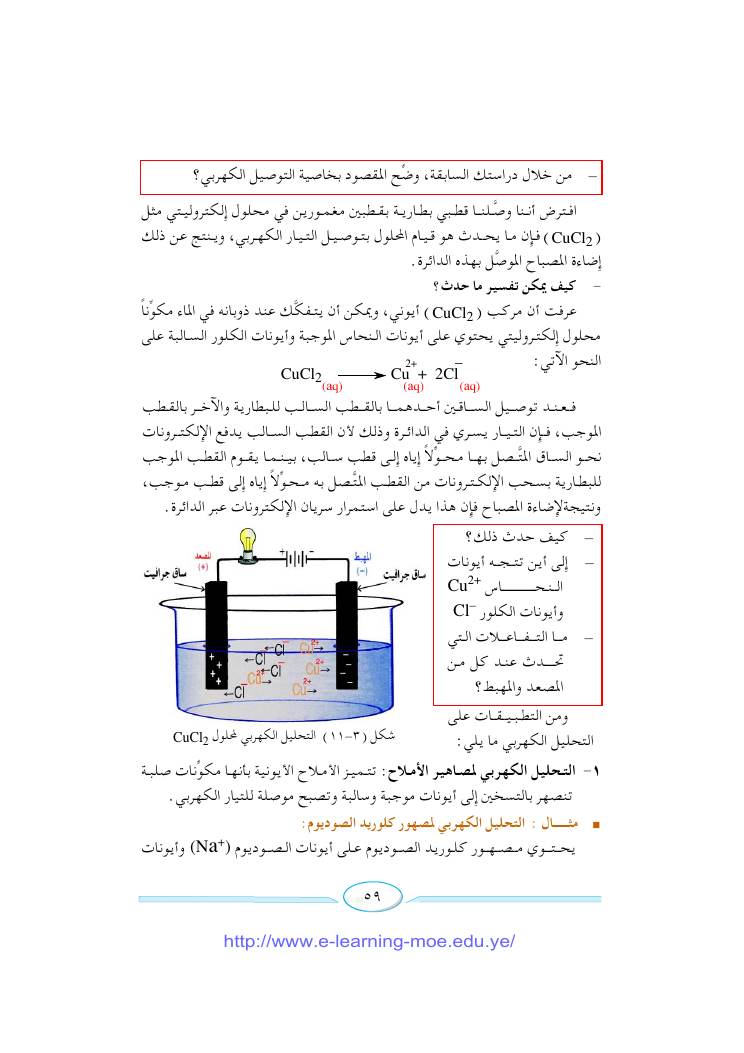 – من خلال دراستك السابقة، وضِّح المقصود بخاصية التوصيل الكهربي؟
افترض أننا وصَّلنا قطبي بطارية بقطبين مغمورين في محلول إلكتروليتي مثل
( CuCl2 ) فإن ما يحدث هو قيام المحلول بتوصيل التيار الكهربي، وينتج عن ذلك
إضاءة المصباح الموصَّل بهذه الدائرة .
– كيف يمكن تفسير ما حدث؟
عرفت أن مركب ( CuCl2 ) أيوني، ويمكن أن يتفكَّك عند ذوبانه في الماء مكوِّناً
محلول إلكتروليتي يحتوي على أيونات النحاس الموجبة وأيونات الكلور السالبة على
النحو الآتي :
CuCl2 (aq) ⟶ Cu2+ (aq) + 2Cl– (aq)
فعند توصيل الساقين أحدهما بالقطب السالب للبطارية والآخر بالقطب
الموجب، فإن التيار يسري في الدائرة وذلك لأن القطب السالب يدفع الإلكترونات
نحو الساق المتَّصل بها محوِّلاً إياه إلى قطب سالب، بينما يقوم القطب الموجب
للبطارية بسحب الإلكترونات من القطب المتَّصل به محوِّلاً إياه إلى قطب موجب،
ونتيجةلإضاءة المصباح فإن هذا يدل على استمرار سريان الإلكترونات عبر الدائرة .
– كيف حدث ذلك؟
– إلى أين تتجه أيونات
النحاس Cu2+
وأيونات الكلور Cl–
– ما التفاعلات التي
تحدث عند كل من
المصعد والمهبط؟
المصعد
(+)
+ –
المهبط
(–)
ساق جرافيت
ساق جرافيت
←Cl– Cu2+→
←Cl– Cu2+→
←Cl–
Cu2+→
Cu2+→
←Cl–
شكل (٣-١١ ) التحليل الكهربي لمحلول CuCl2
ومن التطبيقات على
التحليل الكهربي ما يلي :
١- التحليل الكهربي لمصاهير الأملاح : تتميز الأملاح الأيونية بأنها مكوِّنات صلبة
تنصهر بالتسخين إلى أيونات موجبة وسالبة وتصبح موصلة للتيار الكهربي .
■ مثــال : التحليل الكهربي لمصهور كلوريد الصوديوم :
يحتوي مصهور كلوريد الصوديوم على أيونات الصوديوم (Na+) وأيونات
٥٩
http://www.e-learning-moe.edu.ye/